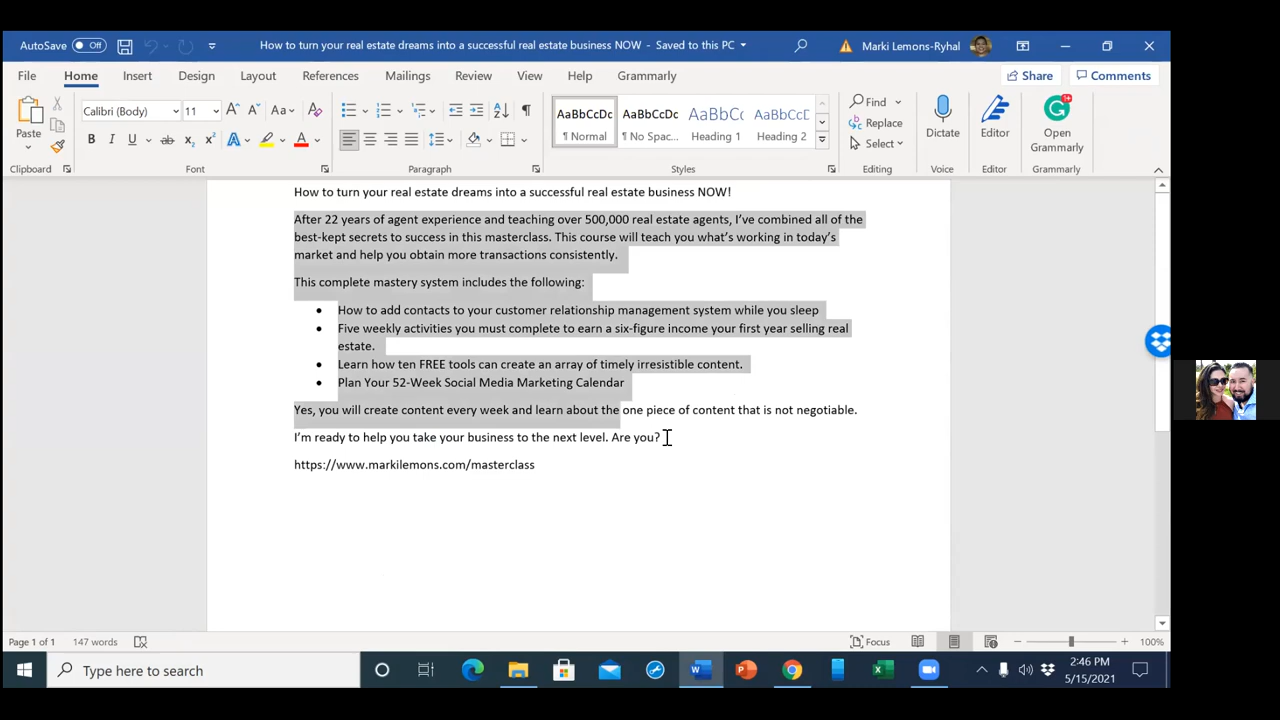 AutoSave Off
How to turn your real estate dreams into a successful real estate business NOW - Saved to this PC
Marki Lemons-Ryhal
File Home Insert Design Layout References Mailings Review View Help Grammarly Share Comments
Paste
Calibri (Body) 11
AaBbCcDc AaBbCcDc AaBbCc AaBbCcD
¶ Normal ¶ No Spac... Heading 1 Heading 2
Find
Replace
Select
Dictate
Editor
Open
Grammarly
Clipboard Font Paragraph Styles Editing Voice Editor Grammarly
How to turn your real estate dreams into a successful real estate business NOW!
After 22 years of agent experience and teaching over 500,000 real estate agents, I've combined all of the
best-kept secrets to success in this masterclass. This course will teach you what's working in today's
market and help you obtain more transactions consistently.
This complete mastery system includes the following:
• How to add contacts to your customer relationship management system while you sleep
• Five weekly activities you must complete to earn a six-figure income your first year selling real
estate.
• Learn how ten FREE tools can create an array of timely irresistible content.
• Plan Your 52-Week Social Media Marketing Calendar
Yes, you will create content every week and learn about the one piece of content that is not negotiable.
I'm ready to help you take your business to the next level. Are you?
https://www.markilemons.com/masterclass
Page 1 of 1 147 words Focus 100%
Type here to search
2:46 PM
5/15/2021